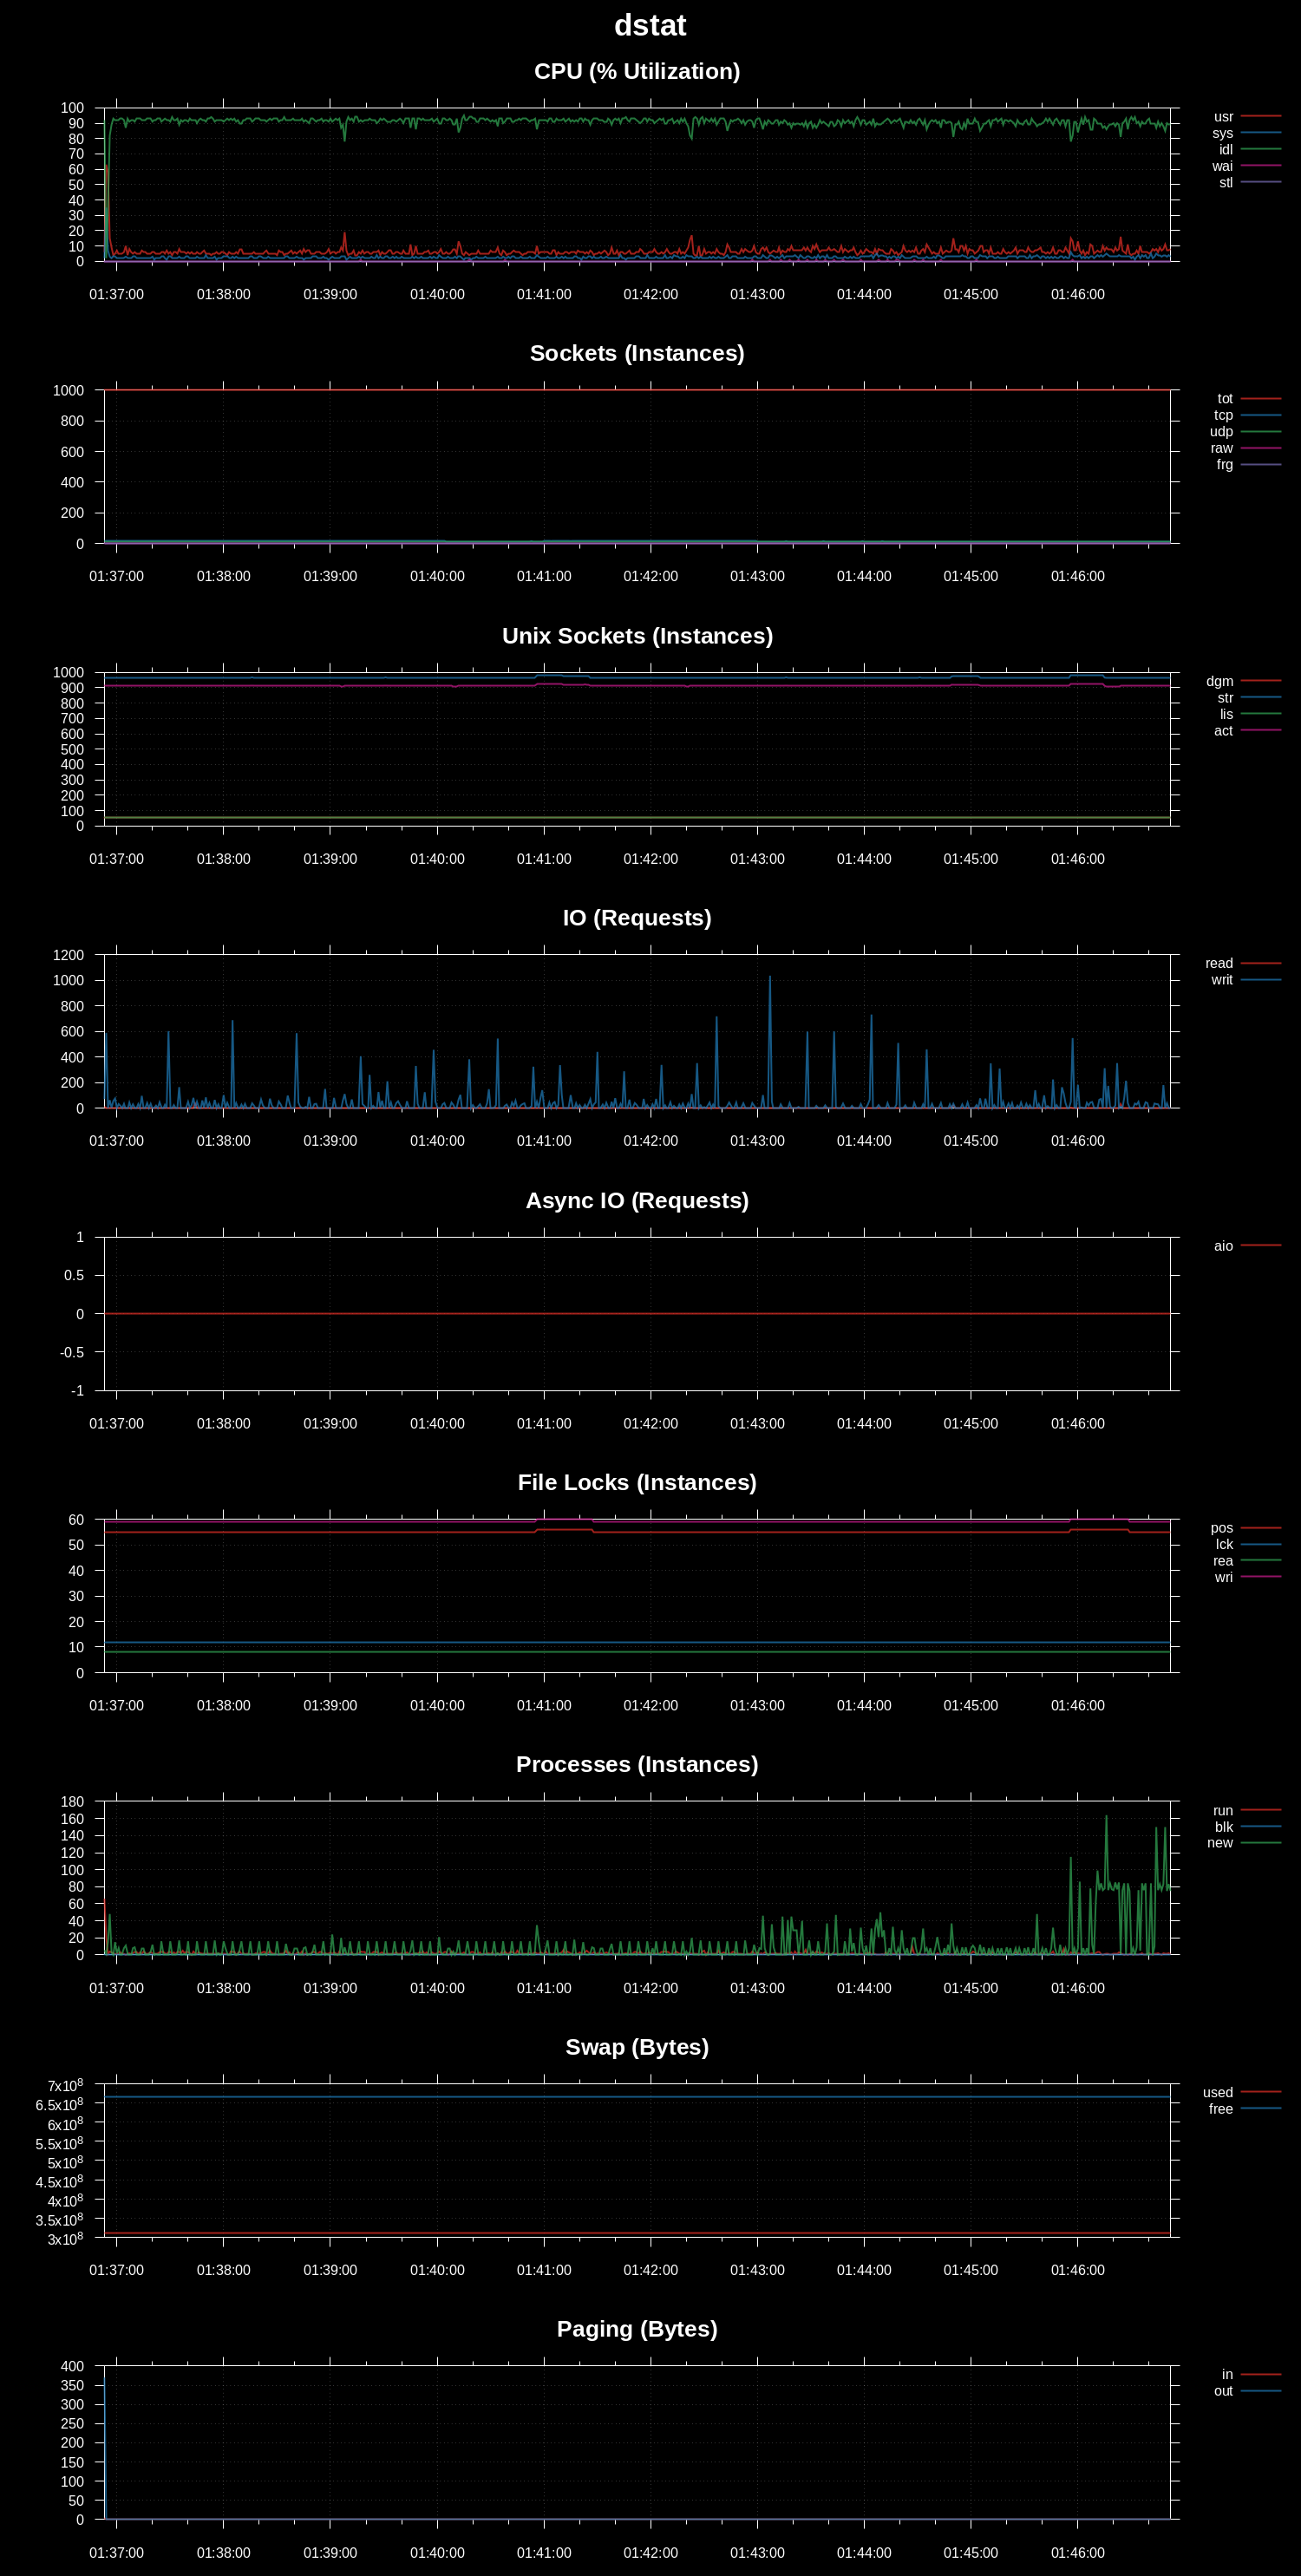 dstat
CPU (% Utilization)
100
90
80
70
60
50
40
30
20
10
0
01:37:00 01:38:00 01:39:00 01:40:00 01:41:00 01:42:00 01:43:00 01:44:00 01:45:00 01:46:00
usr
sys
idl
wai
stl
Sockets (Instances)
1000
800
600
400
200
0
01:37:00 01:38:00 01:39:00 01:40:00 01:41:00 01:42:00 01:43:00 01:44:00 01:45:00 01:46:00
tot
tcp
udp
raw
frg
Unix Sockets (Instances)
1000
900
800
700
600
500
400
300
200
100
0
01:37:00 01:38:00 01:39:00 01:40:00 01:41:00 01:42:00 01:43:00 01:44:00 01:45:00 01:46:00
dgm
str
lis
act
IO (Requests)
1200
1000
800
600
400
200
0
01:37:00 01:38:00 01:39:00 01:40:00 01:41:00 01:42:00 01:43:00 01:44:00 01:45:00 01:46:00
read
writ
Async IO (Requests)
1
0.5
0
-0.5
-1
01:37:00 01:38:00 01:39:00 01:40:00 01:41:00 01:42:00 01:43:00 01:44:00 01:45:00 01:46:00
aio
File Locks (Instances)
60
50
40
30
20
10
0
01:37:00 01:38:00 01:39:00 01:40:00 01:41:00 01:42:00 01:43:00 01:44:00 01:45:00 01:46:00
pos
lck
rea
wri
Processes (Instances)
180
160
140
120
100
80
60
40
20
0
01:37:00 01:38:00 01:39:00 01:40:00 01:41:00 01:42:00 01:43:00 01:44:00 01:45:00 01:46:00
run
blk
new
Swap (Bytes)
7x10⁸
6.5x10⁸
6x10⁸
5.5x10⁸
5x10⁸
4.5x10⁸
4x10⁸
3.5x10⁸
3x10⁸
01:37:00 01:38:00 01:39:00 01:40:00 01:41:00 01:42:00 01:43:00 01:44:00 01:45:00 01:46:00
used
free
Paging (Bytes)
400
350
300
250
200
150
100
50
0
01:37:00 01:38:00 01:39:00 01:40:00 01:41:00 01:42:00 01:43:00 01:44:00 01:45:00 01:46:00
in
out